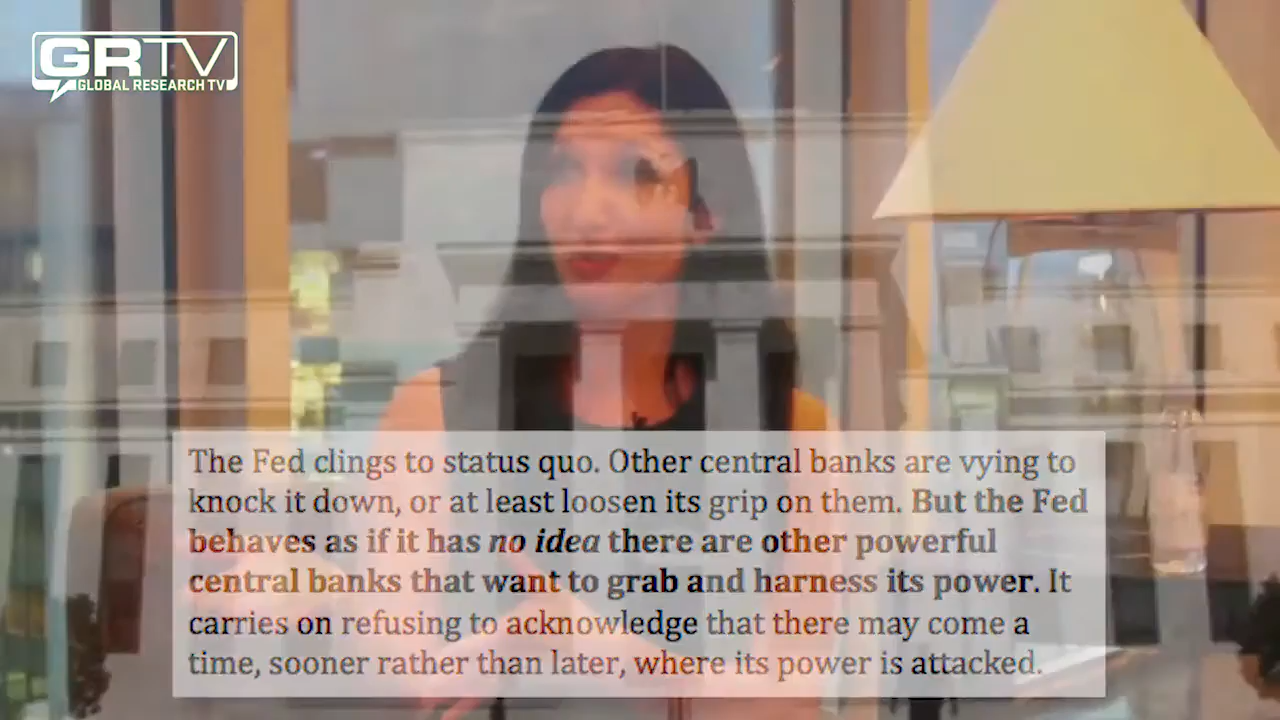 GRTV
GLOBAL RESEARCH TV
The Fed clings to status quo. Other central banks are vying to
knock it down, or at least loosen its grip on them. But the Fed
behaves as if it has no idea there are other powerful
central banks that want to grab and harness its power. It
carries on refusing to acknowledge that there may come a
time, sooner rather than later, where its power is attacked.